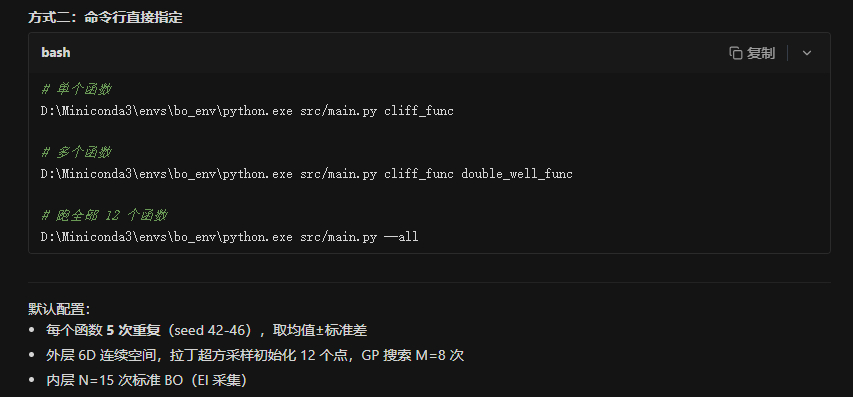 方式二：命令行直接指定
bash
复制
# 单个函数
D:\Miniconda3\envs\bo_env\python.exe src/main.py cliff_func
# 多个函数
D:\Miniconda3\envs\bo_env\python.exe src/main.py cliff_func double_well_func
# 跑全部 12 个函数
D:\Miniconda3\envs\bo_env\python.exe src/main.py --all
默认配置：
• 每个函数 5 次重复（seed 42-46），取均值±标准差
• 外层 6D 连续空间，拉丁超方采样初始化 12 个点，GP 搜索 M=8 次
• 内层 N=15 次标准 BO（EI 采集）